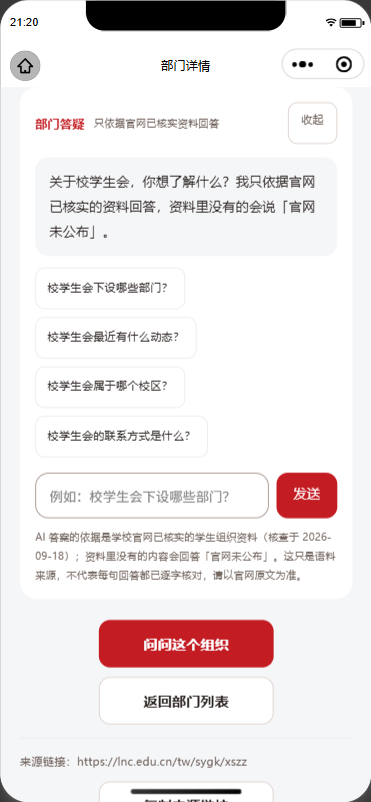 21:20
部门详情
部门答疑 只依据官网已核实资料回答
收起
关于校学生会，你想了解什么？我只依据官网
已核实的资料回答，资料里没有的会说「官网
未公布」。
校学生会下设哪些部门？
校学生会最近有什么动态？
校学生会属于哪个校区？
校学生会的联系方式是什么？
例如：校学生会下设哪些部门？
发送
AI 答案的依据是学校官网已核实的学生组织资料（核查于 2026-
09-18）；资料里没有的内容会回答「官网未公布」。这只是语料
来源，不代表每句回答都已逐字核对，请以官网原文为准。
问问这个组织
返回部门列表
来源链接：https://lnc.edu.cn/tw/sygk/xszz